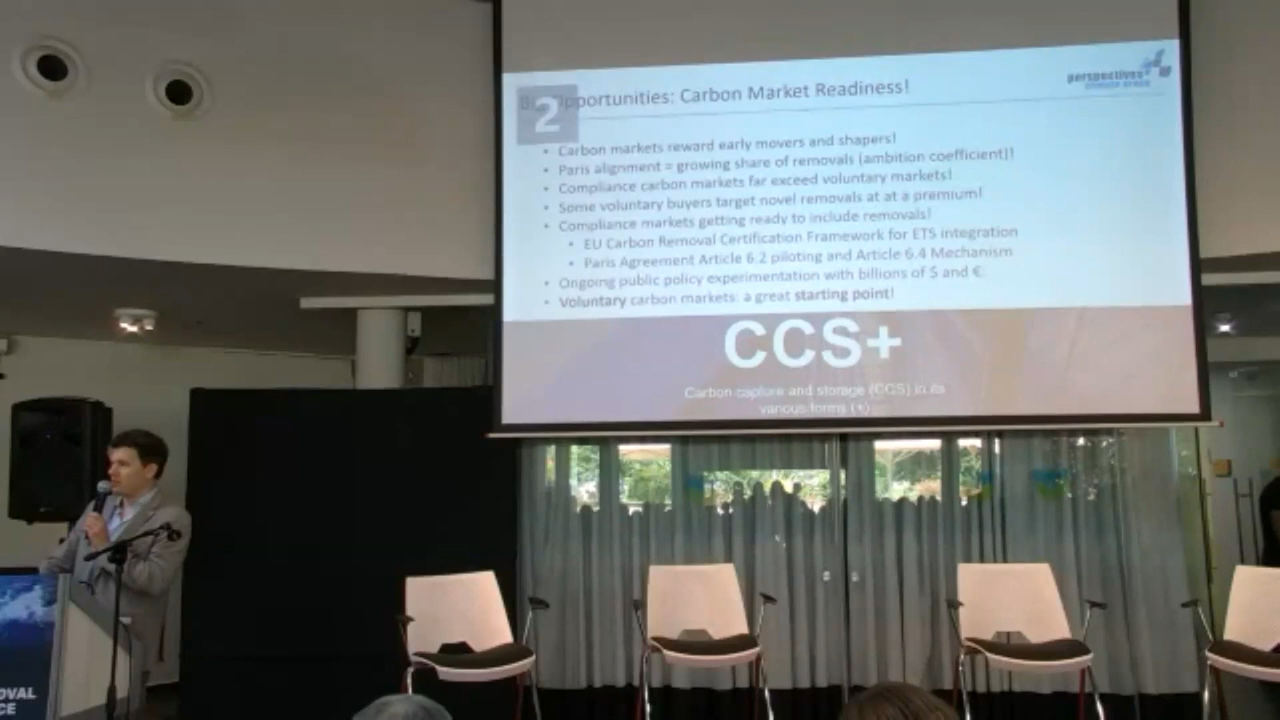 2
Opportunities: Carbon Market Readiness!
perspectives
climate group
• Carbon markets reward early movers and shapers!
• Paris alignment = growing share of removals (ambition coefficient)!
• Compliance carbon markets far exceed voluntary markets!
• Some voluntary buyers target novel removals at at a premium!
• Compliance markets getting ready to include removals!
• EU Carbon Removal Certification Framework for ETS integration
• Paris Agreement Article 6.2 piloting and Article 6.4 Mechanism
• Ongoing public policy experimentation with billions of $ and €
• Voluntary carbon markets: a great starting point!
CCS+
Carbon capture and storage (CCS) in its
various forms (+)
OVAL
CE